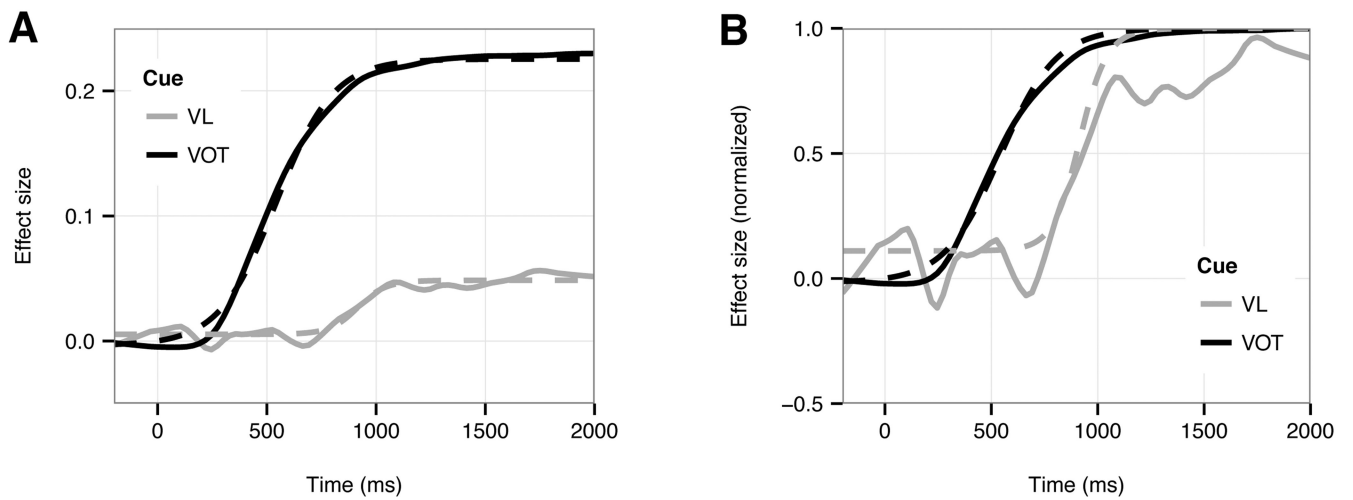 A
Cue
VL
VOT
Effect size
0.2
0.1
0.0
0
500
1000
1500
2000
Time (ms)
B
Effect size (normalized)
1.0
0.5
0.0
−0.5
Cue
VL
VOT
0
500
1000
1500
2000
Time (ms)